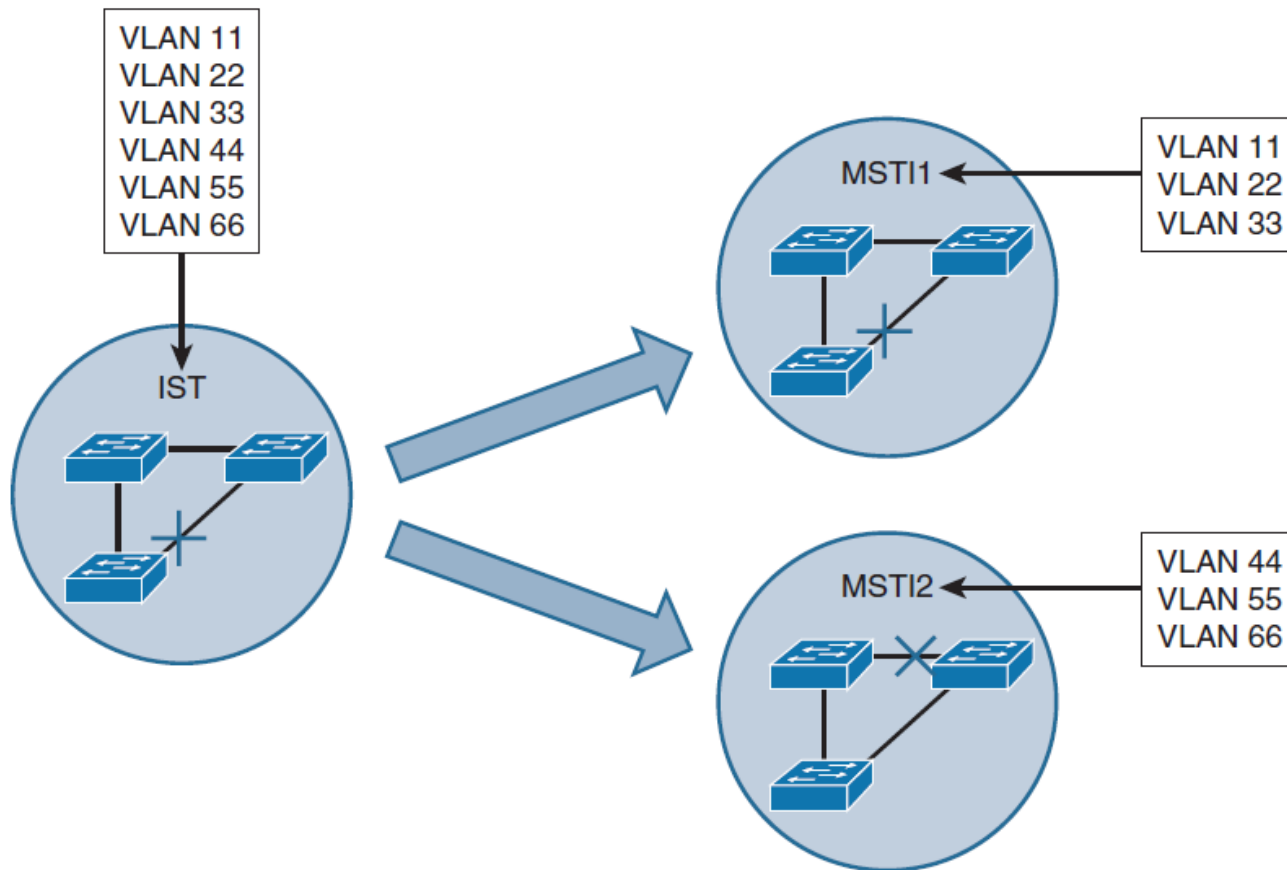 VLAN 11
VLAN 22
VLAN 33
VLAN 44
VLAN 55
VLAN 66
IST
MSTI1
VLAN 11
VLAN 22
VLAN 33
MSTI2
VLAN 44
VLAN 55
VLAN 66